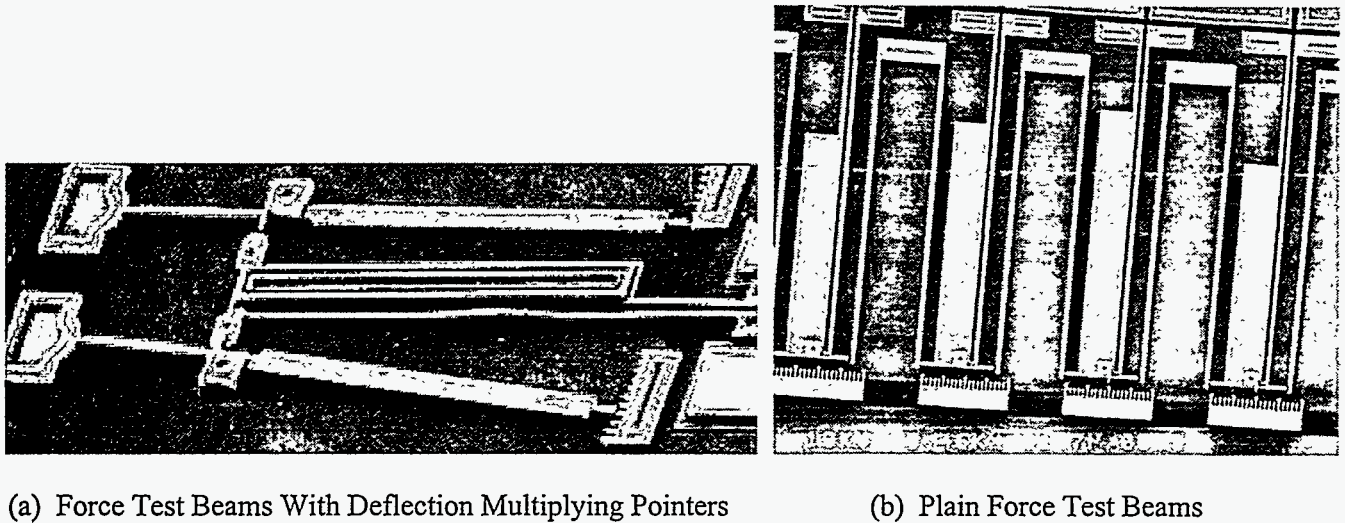 (a) Force Test Beams With Deflection Multiplying Pointers
(b) Plain Force Test Beams